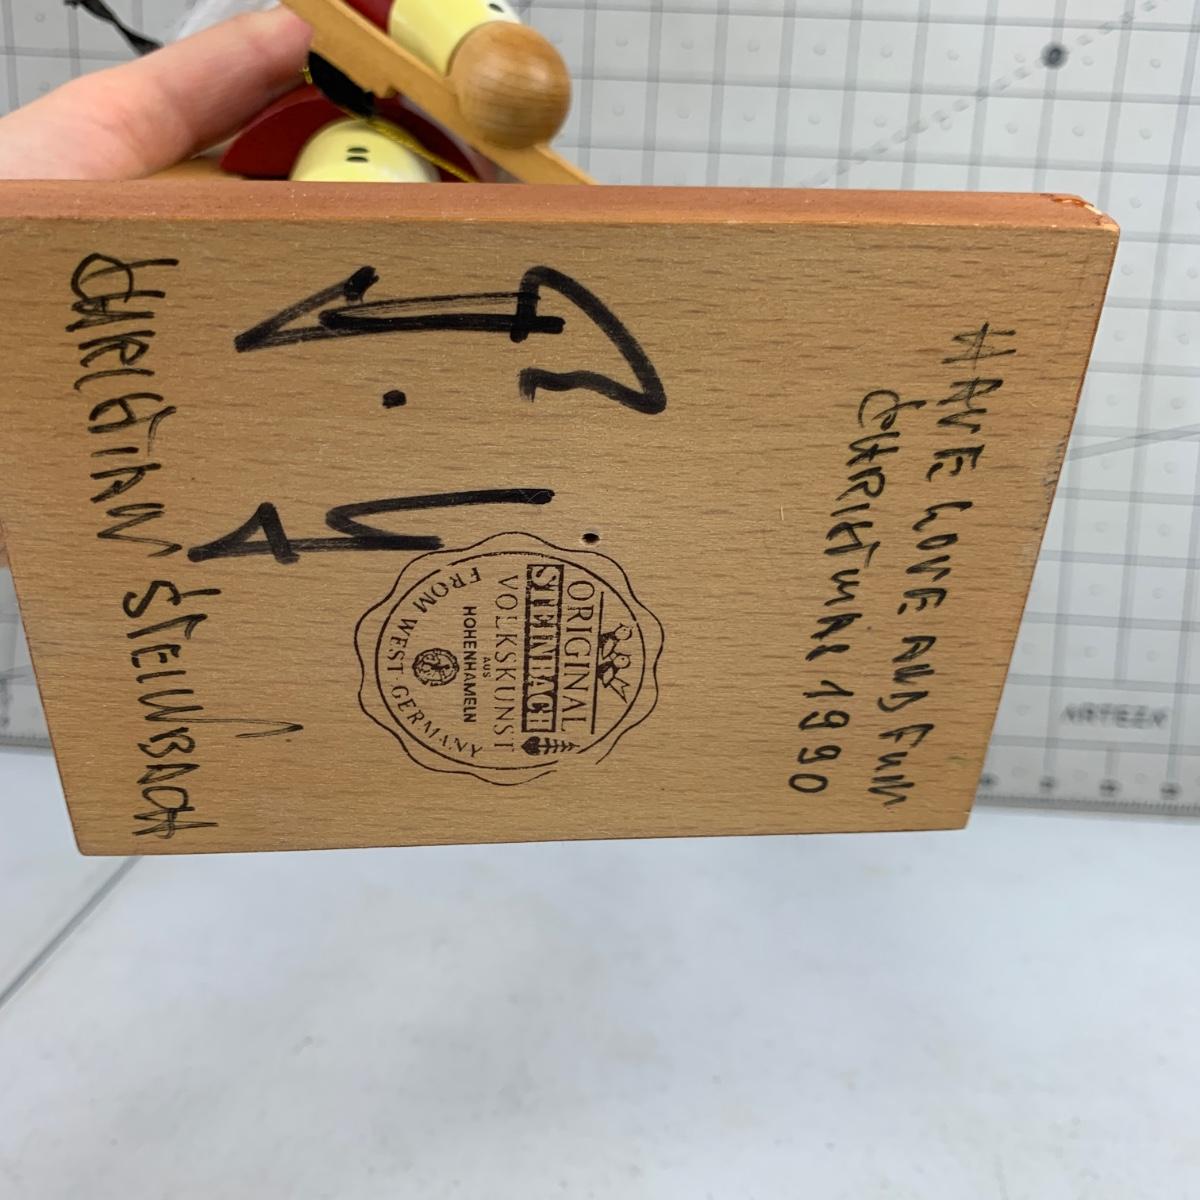 HAVE LOVE AND FUN
CHRISTMAS 1990
ORIGINAL
STEINBACH
VOLKSKUNST
AUS
HOHENHAMELN
FROM WEST-GERMANY
CHRISTIAN STEINBACH
ARTEZA